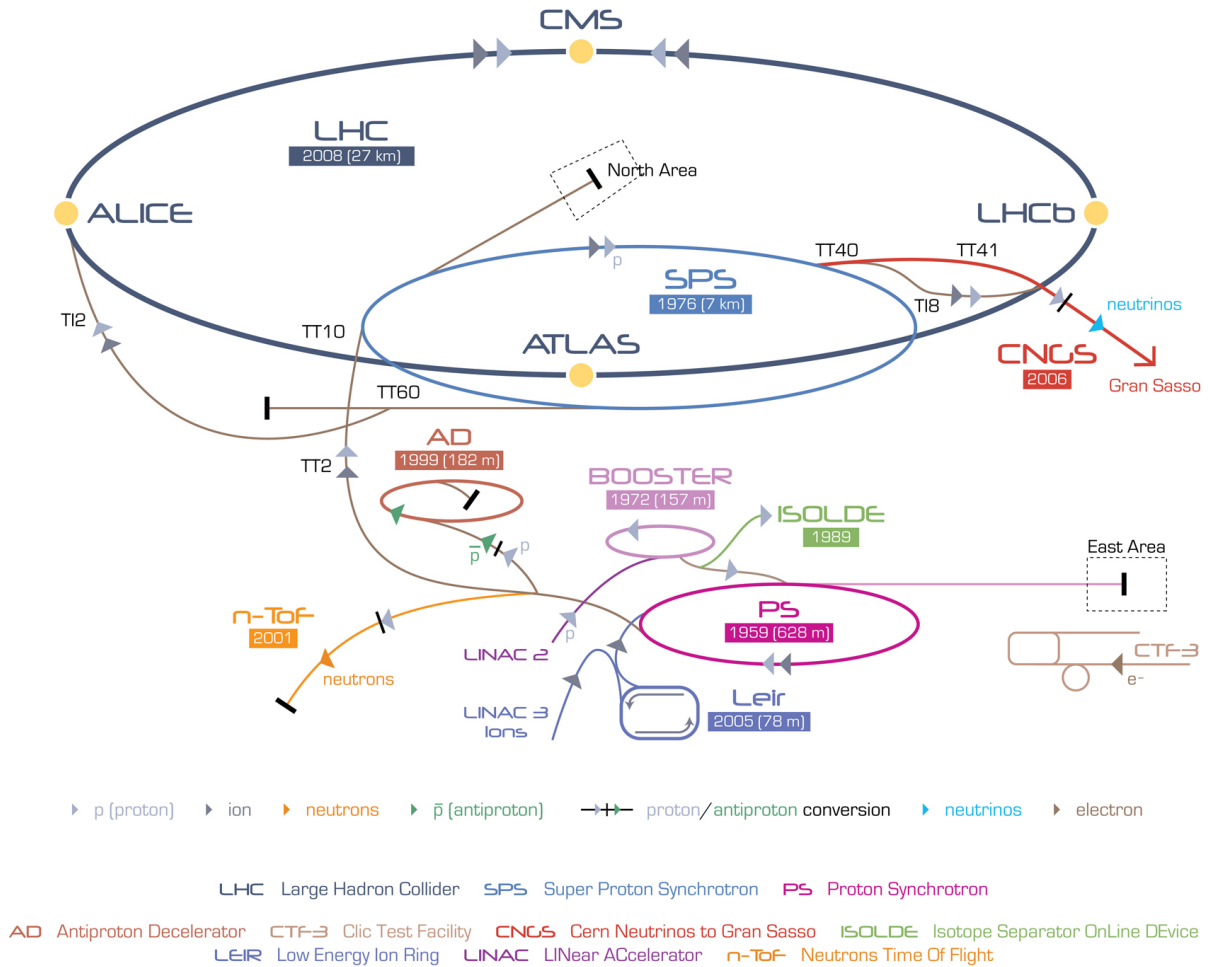 CMS
LHC
2008 (27 km)
North Area
ALICE
LHCb
TT40
TT41
p
SPS
1976 (7 km)
TI8
neutrinos
TI2
TT10
ATLAS
CNGS
2006
Gran Sasso
TT60
AD
1999 (182 m)
TT2
BOOSTER
1972 (157 m)
ISOLDE
1989
p̅
p
East Area
n-ToF
2001
PS
1959 (628 m)
p
LINAC 2
neutrons
CTF-3
e-
LINAC 3
Ions
Leir
2005 (78 m)
p (proton)
ion
neutrons
p̅ (antiproton)
proton/antiproton conversion
neutrinos
electron
LHC Large Hadron Collider SPS Super Proton Synchrotron PS Proton Synchrotron
AD Antiproton Decelerator CTF-3 Clic Test Facility CNGS Cern Neutrinos to Gran Sasso ISOLDE Isotope Separator OnLine DEvice
LEIR Low Energy Ion Ring LINAC LINear ACcelerator n-ToF Neutrons Time Of Flight